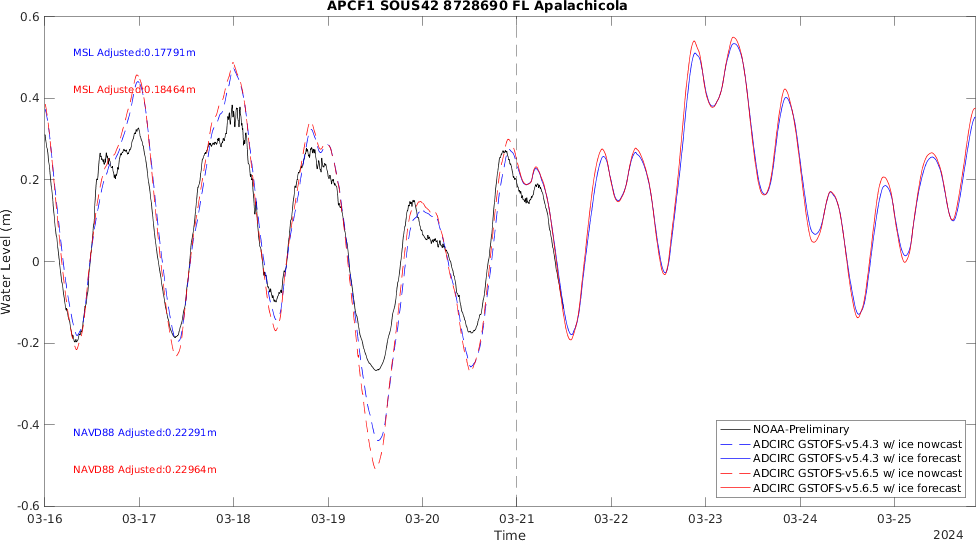 APCF1 SOUS42 8728690 FL Apalachicola
0.6
0.4
0.2
0
-0.2
-0.4
-0.6
Water Level (m)
MSL Adjusted:0.17791m
MSL Adjusted:0.18464m
NAVD88 Adjusted:0.22291m
NAVD88 Adjusted:0.22964m
NOAA-Preliminary
ADCIRC GSTOFS-v5.4.3 w/ ice nowcast
ADCIRC GSTOFS-v5.4.3 w/ ice forecast
ADCIRC GSTOFS-v5.6.5 w/ ice nowcast
ADCIRC GSTOFS-v5.6.5 w/ ice forecast
03-16 03-17 03-18 03-19 03-20 03-21 03-22 03-23 03-24 03-25
Time
2024